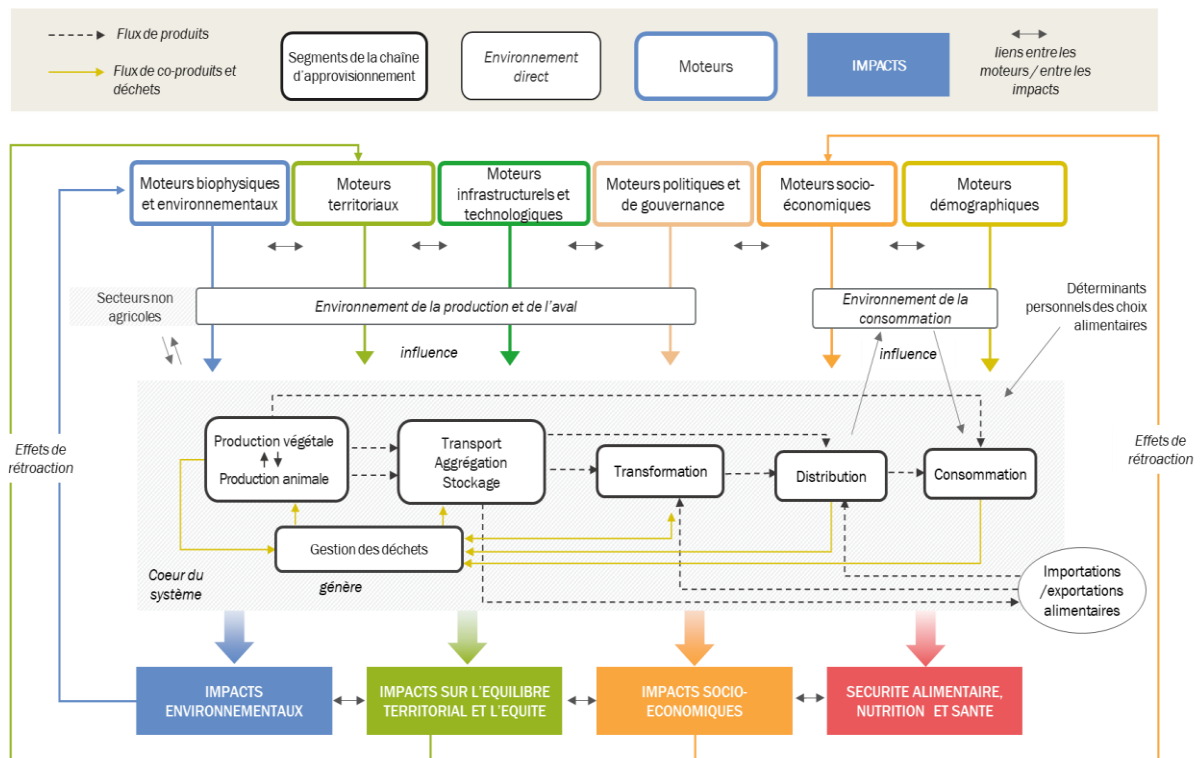 Flux de produits
Flux de co-produits et
déchets
Segments de la chaîne
d'approvisionnement
Environnement
direct
Moteurs
IMPACTS
liens entre les
moteurs / entre les
impacts
Moteurs biophysiques
et environnementaux
Moteurs
territoriaux
Moteurs
infrastructurels et
technologiques
Moteurs politiques et
de gouvernance
Moteurs socio-
économiques
Moteurs
démographiques
Secteurs non
agricoles
Environnement de la production et de l'aval
Environnement de la
consommation
Déterminants
personnels des choix
alimentaires
influence
influence
Effets de
rétroaction
Production végétale
Production animale
Transport
Aggrégation
Stockage
Transformation
Distribution
Consommation
Effets de
rétroaction
Gestion des déchets
Coeur du
système
génère
Importations
/exportations
alimentaires
IMPACTS
ENVIRONNEMENTAUX
IMPACTS SUR L'EQUILIBRE
TERRITORIAL ET L'EQUITE
IMPACTS SOCIO-
ECONOMIQUES
SECURITE ALIMENTAIRE,
NUTRITION ET SANTE